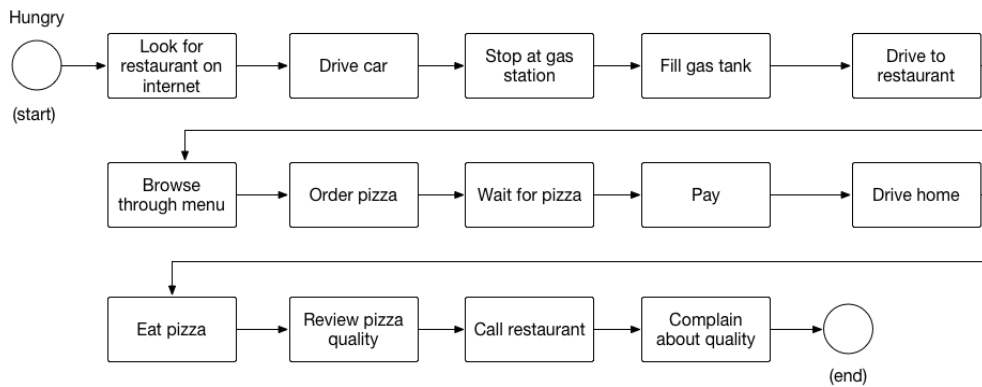 Hungry
(start)
Look for
restaurant on
internet
Drive car
Stop at gas
station
Fill gas tank
Drive to
restaurant
Browse
through menu
Order pizza
Wait for pizza
Pay
Drive home
Eat pizza
Review pizza
quality
Call restaurant
Complain
about quality
(end)